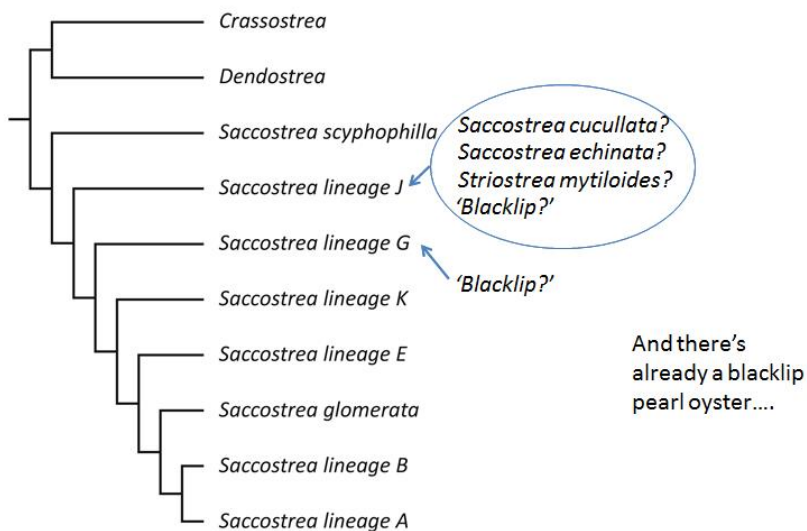 Crassostrea
Dendostrea
Saccostrea scyphophilla
Saccostrea lineage J
Saccostrea lineage G
Saccostrea lineage K
Saccostrea lineage E
Saccostrea glomerata
Saccostrea lineage B
Saccostrea lineage A
Saccostrea cucullata?
Saccostrea echinata?
Striostrea mytiloides?
‘Blacklip?’
‘Blacklip?’
And there’s
already a blacklip
pearl oyster….